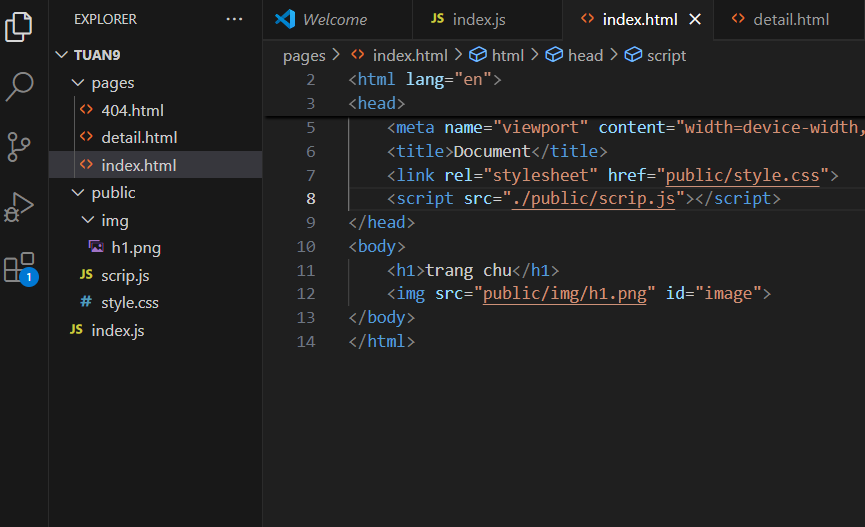 EXPLORER ...
Welcome
JS index.js
<> index.html ×
<> detail.html
TUAN9
pages
<> 404.html
<> detail.html
<> index.html
public
img
h1.png
JS scrip.js
# style.css
JS index.js
1
pages > <> index.html > html > head > script
2 <html lang="en">
3 <head>
5 <meta name="viewport" content="width=device-width,
6 <title>Document</title>
7 <link rel="stylesheet" href="public/style.css">
8 <script src="./public/scrip.js"></script>
9 </head>
10 <body>
11 <h1>trang chu</h1>
12 <img src="public/img/h1.png" id="image">
13 </body>
14 </html>